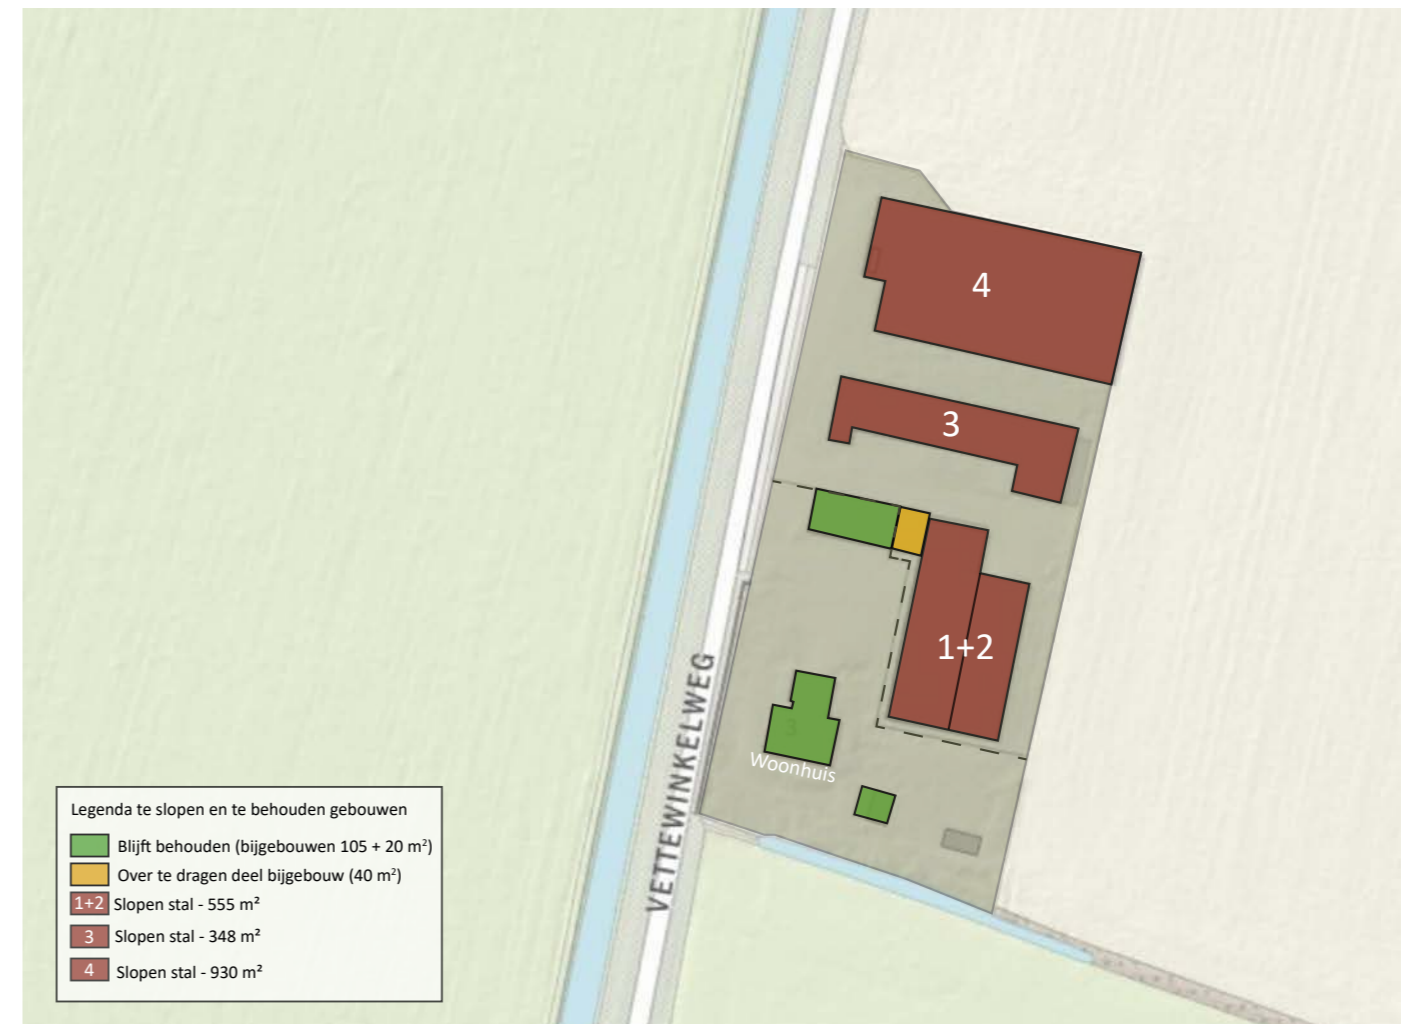 4
3
1+2
3
Woonhuis
VETTEWINKELWEG
Legenda te slopen en te behouden gebouwen
Blijft behouden (bijgebouwen 105 + 20 m²)
Over te dragen deel bijgebouw (40 m²)
1+2 Slopen stal - 555 m²
3 Slopen stal - 348 m²
4 Slopen stal - 930 m²